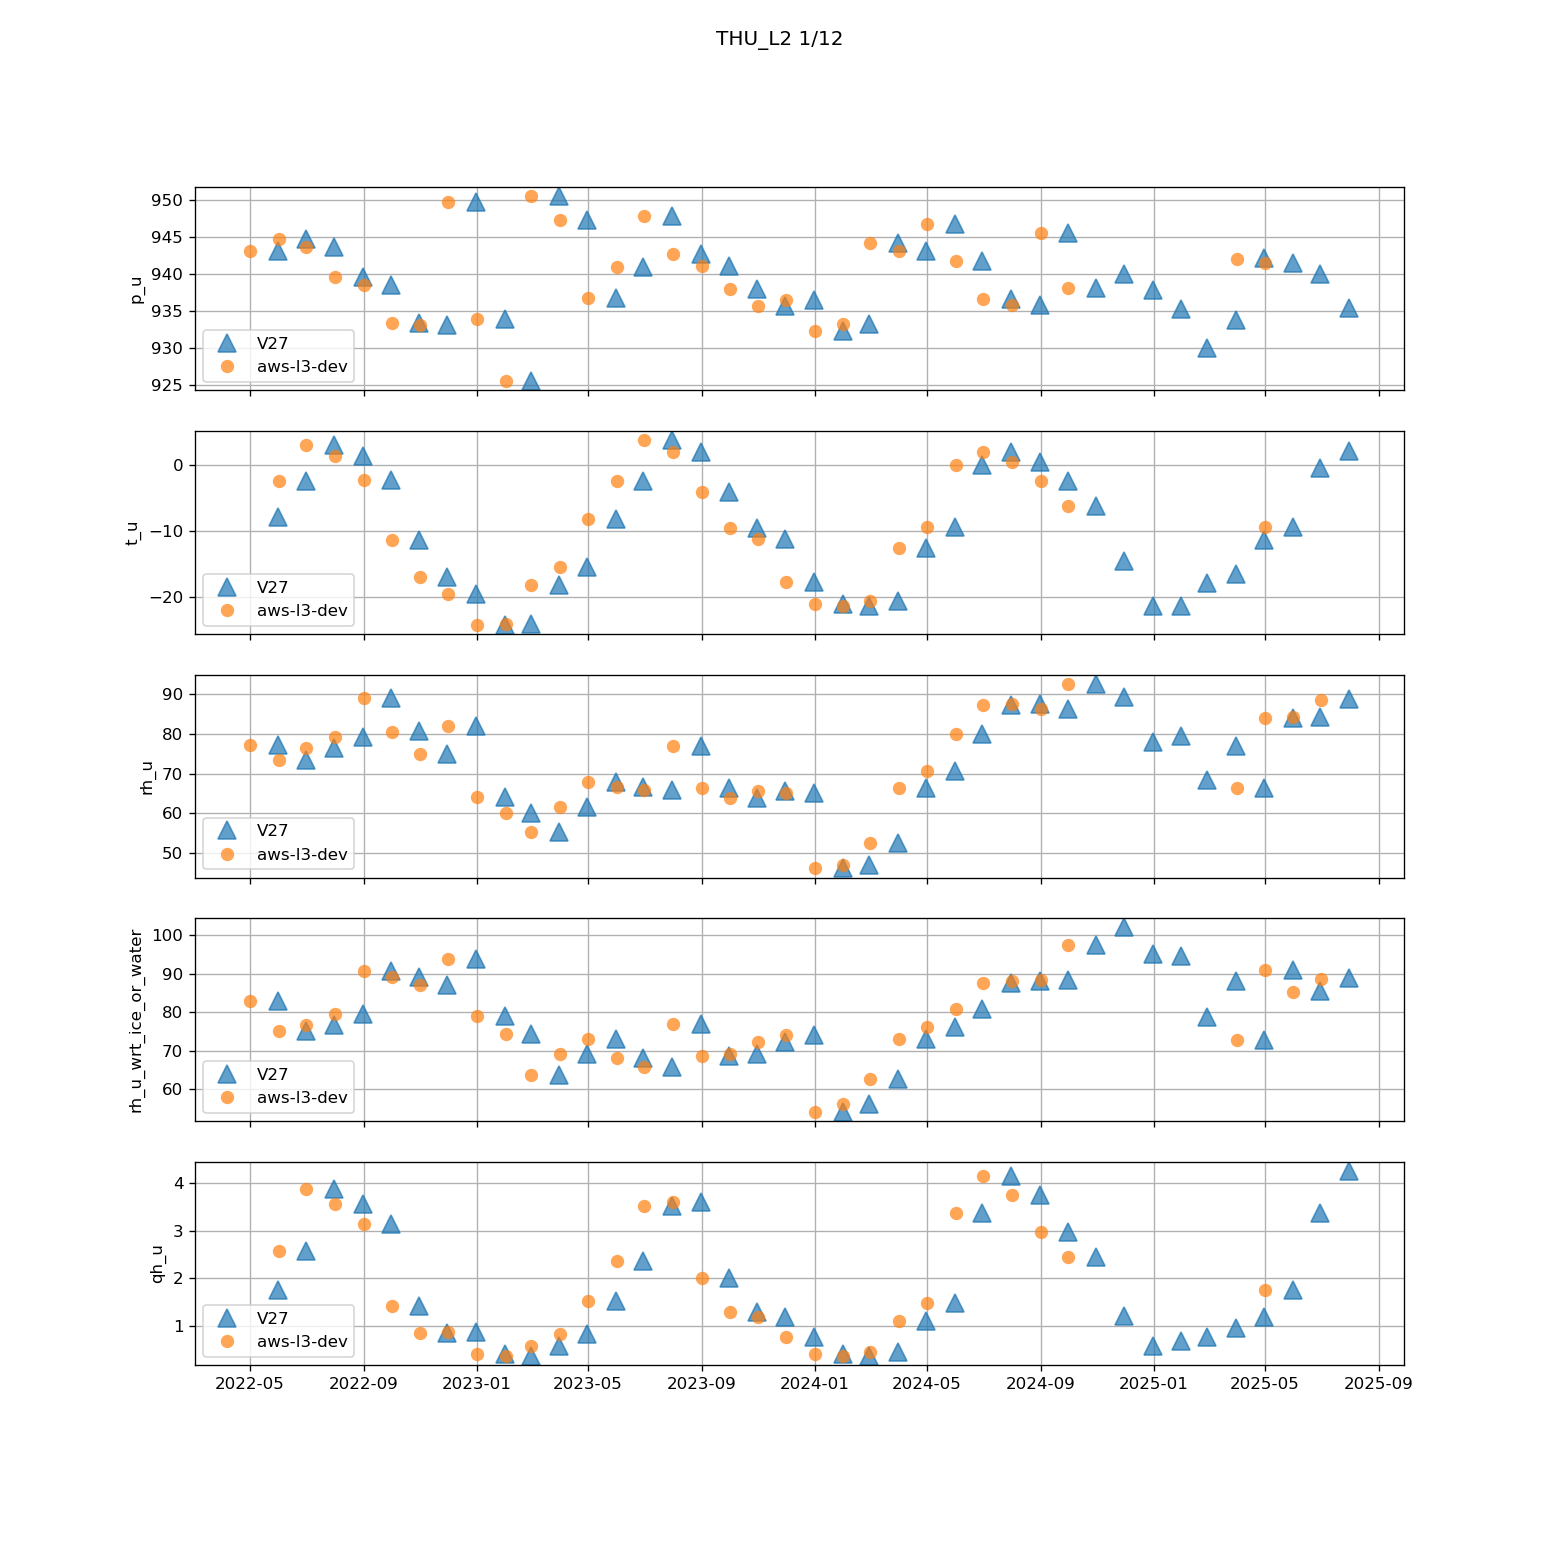 THU_L2 1/12
950
945
940
935
930
925
p_u
V27
aws-l3-dev
0
−10
−20
t_u
V27
aws-l3-dev
90
80
70
60
50
rh_u
V27
aws-l3-dev
100
90
80
70
60
rh_u_wrt_ice_or_water
V27
aws-l3-dev
4
3
2
1
qh_u
V27
aws-l3-dev
2022-05 2022-09 2023-01 2023-05 2023-09 2024-01 2024-05 2024-09 2025-01 2025-05 2025-09